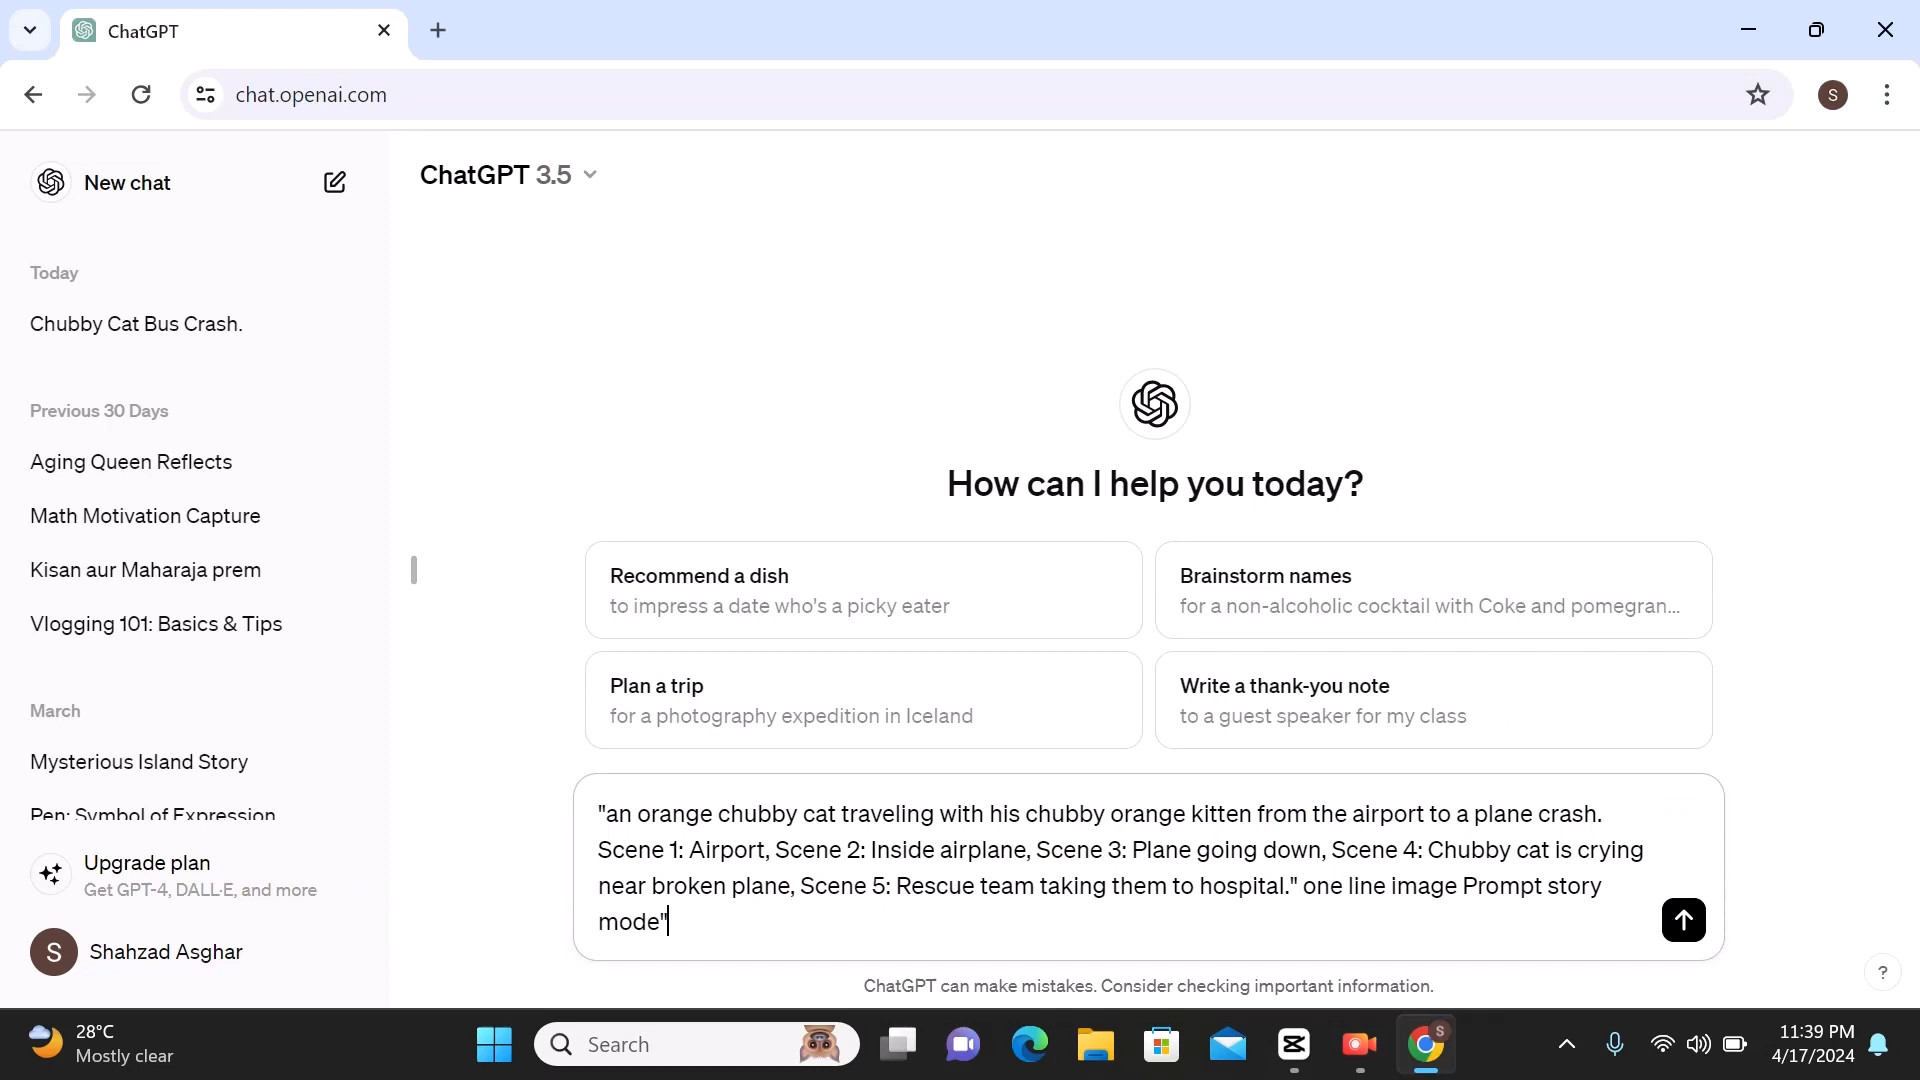 ChatGPT
chat.openai.com
S
New chat
ChatGPT 3.5
Today
Chubby Cat Bus Crash.
Previous 30 Days
Aging Queen Reflects
Math Motivation Capture
Kisan aur Maharaja prem
Vlogging 101: Basics & Tips
March
Mysterious Island Story
Pen: Symbol of Expression
Upgrade plan
Get GPT-4, DALL·E, and more
S
Shahzad Asghar
How can I help you today?
Recommend a dish
to impress a date who's a picky eater
Brainstorm names
for a non-alcoholic cocktail with Coke and pomegran...
Plan a trip
for a photography expedition in Iceland
Write a thank-you note
to a guest speaker for my class
"an orange chubby cat traveling with his chubby orange kitten from the airport to a plane crash.
Scene 1: Airport, Scene 2: Inside airplane, Scene 3: Plane going down, Scene 4: Chubby cat is crying
near broken plane, Scene 5: Rescue team taking them to hospital." one line image Prompt story
mode"
ChatGPT can make mistakes. Consider checking important information.
?
28°C
Mostly clear
Search
S
11:39 PM
4/17/2024